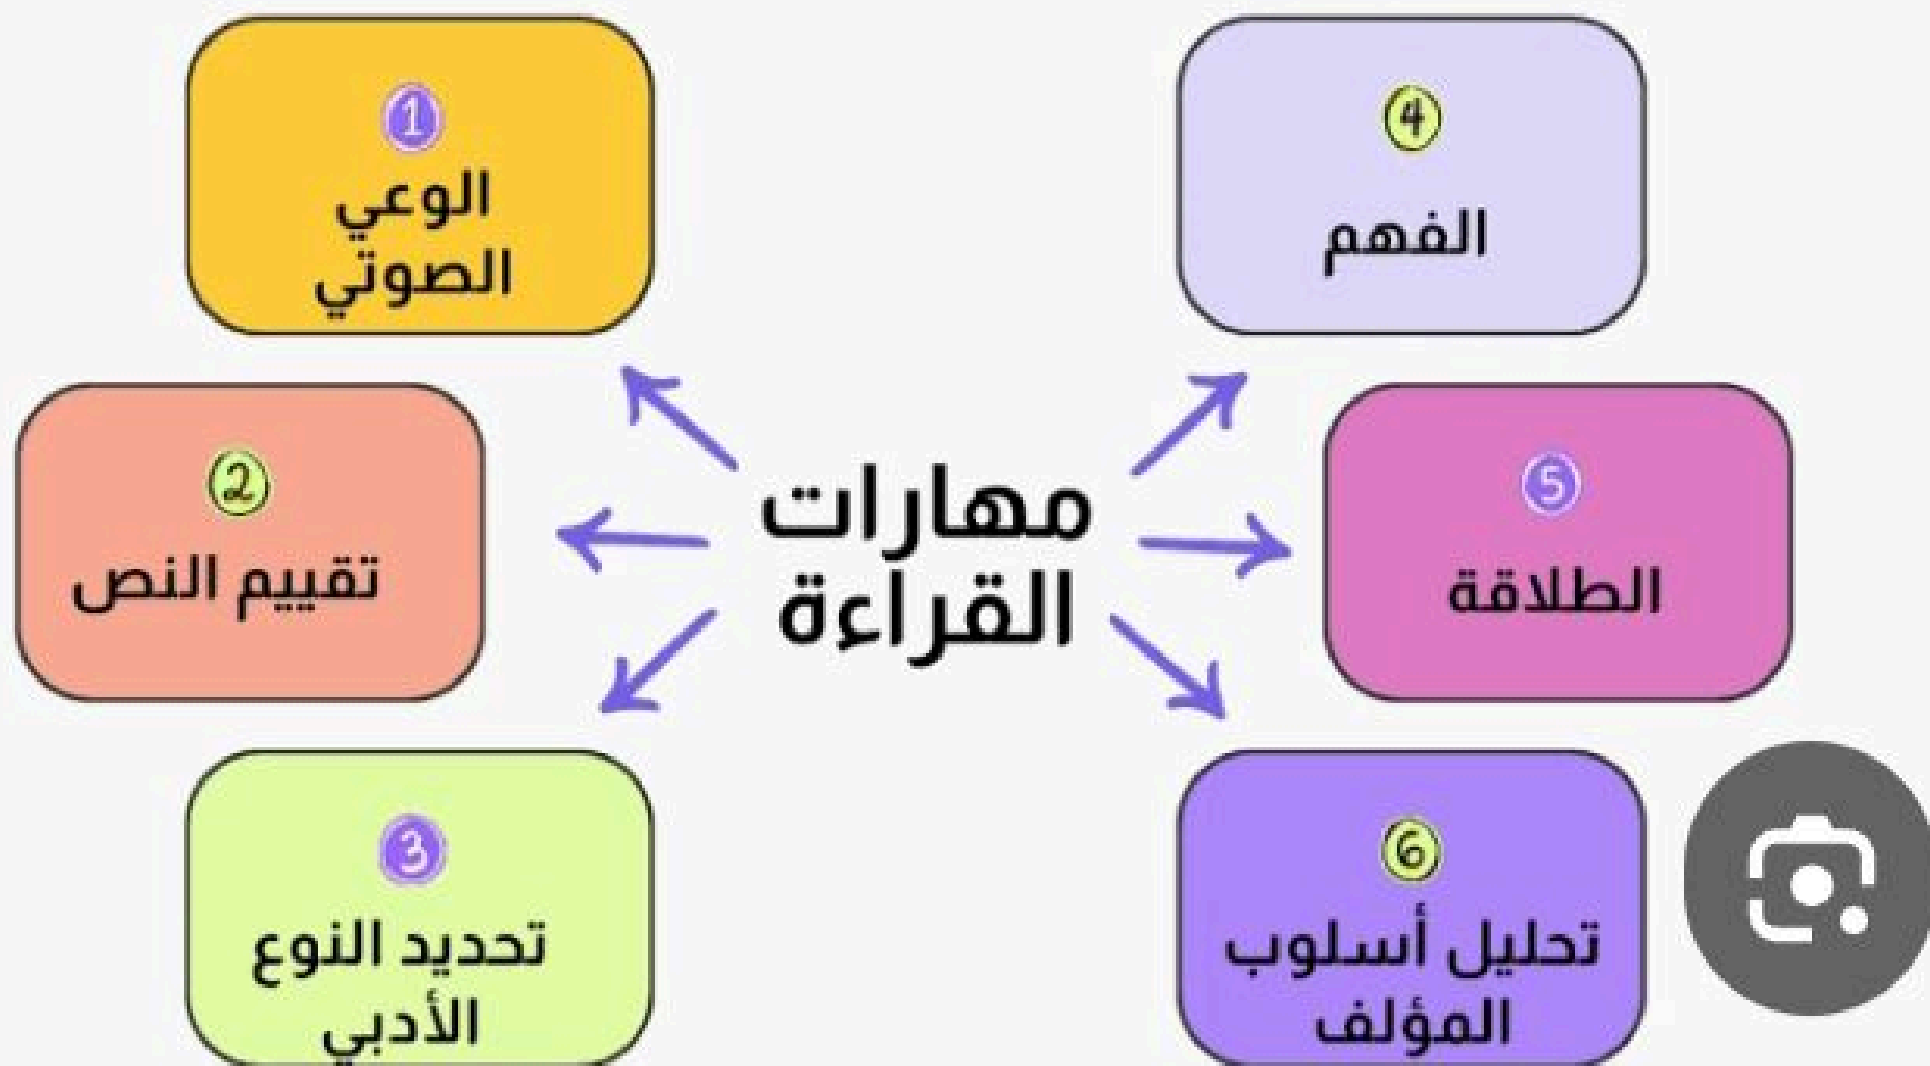 1
الوعي
الصوتي
2
تقييم النص
3
تحديد النوع
الأدبي
مهارات
القراءة
4
الفهم
5
الطلاقة
6
تحليل أسلوب
المؤلف